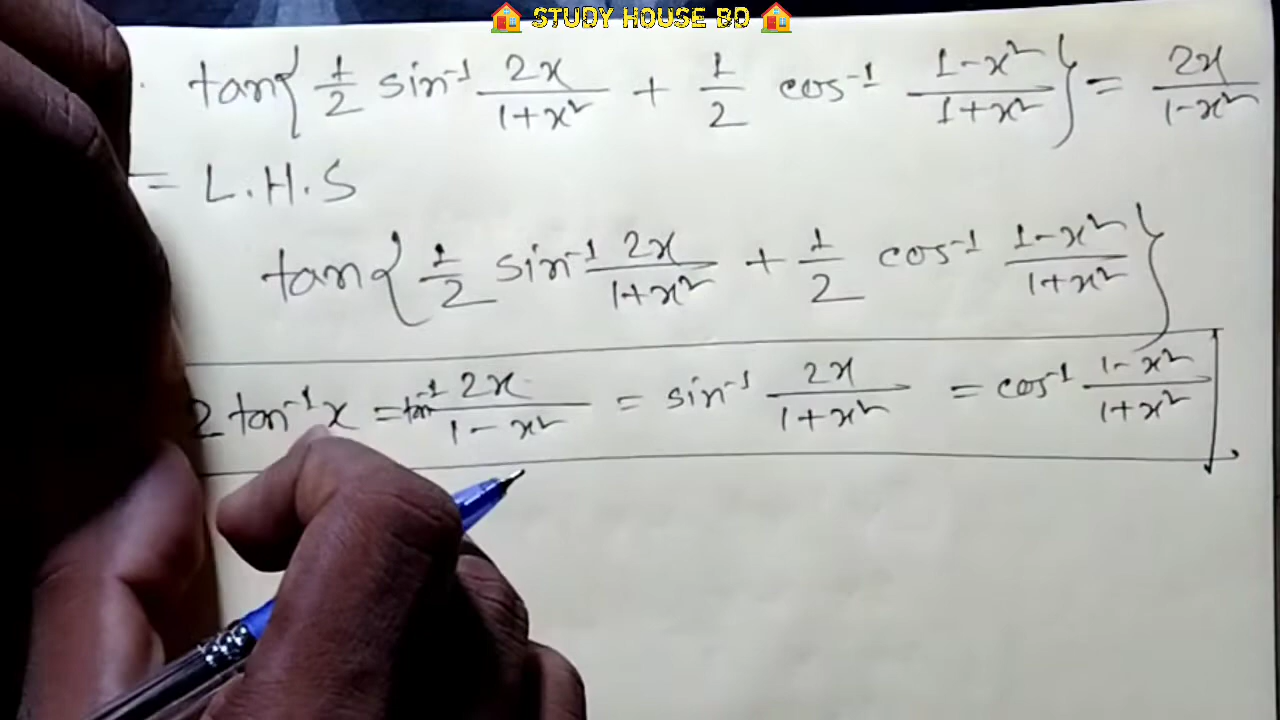 🏠 STUDY HOUSE BD 🏠
tan{ 1/2 sin⁻¹ 2x/(1+x²) + 1/2 cos⁻¹ (1-x²)/(1+x²) } = 2x/(1-x²)
= L.H.S
tan{ 1/2 sin⁻¹ 2x/(1+x²) + 1/2 cos⁻¹ (1-x²)/(1+x²) }
2 tan⁻¹x = tan⁻¹ 2x/(1-x²) = sin⁻¹ 2x/(1+x²) = cos⁻¹ (1-x²)/(1+x²)